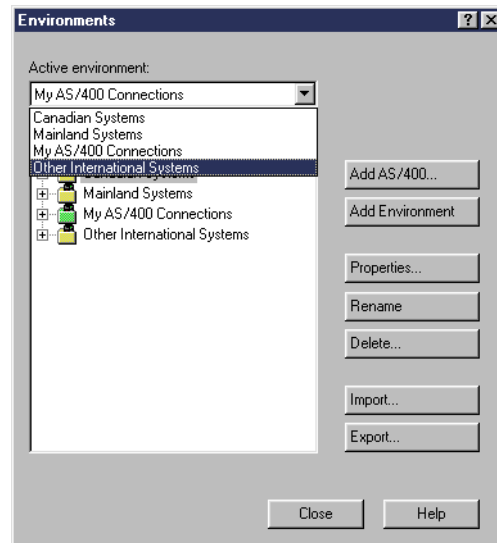 Environments
Active environment:
My AS/400 Connections
Canadian Systems
Mainland Systems
My AS/400 Connections
Other International Systems
Canadian Systems
Mainland Systems
My AS/400 Connections
Other International Systems
Add AS/400...
Add Environment
Properties...
Rename
Delete...
Import...
Export...
Close
Help